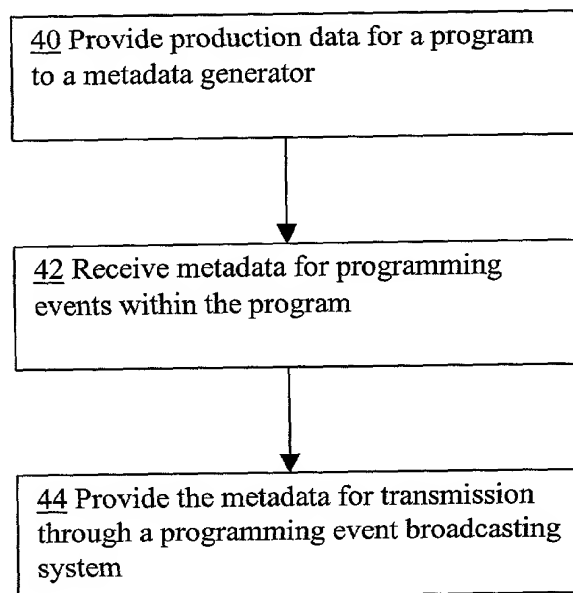 40 Provide production data for a program
to a metadata generator
42 Receive metadata for programming
events within the program
44 Provide the metadata for transmission
through a programming event broadcasting
system